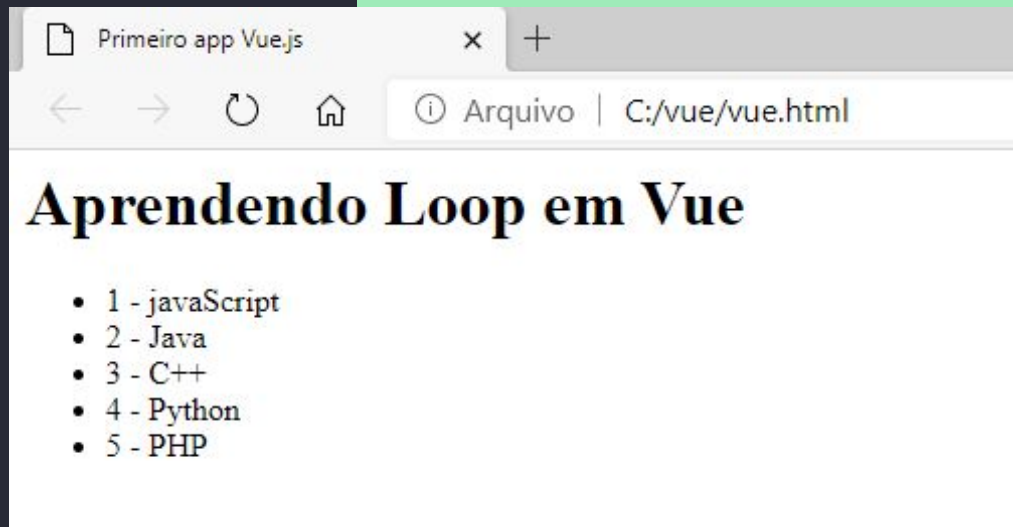 Primeiro app Vue.js
Arquivo | C:/vue/vue.html
Aprendendo Loop em Vue
1 - javaScript
2 - Java
3 - C++
4 - Python
5 - PHP